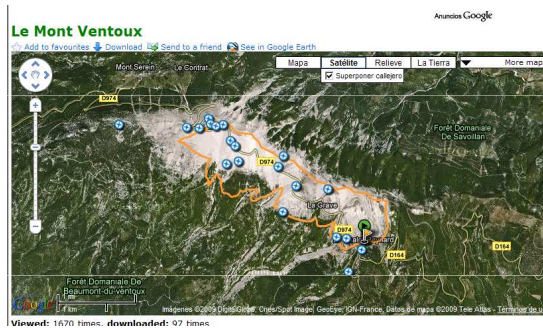 Anuncios Google
Le Mont Ventoux
Add to favourites Download Send to a friend See in Google Earth
Mapa Satélite Relieve La Tierra More map
Superponer callejero
Mont Serein Le Contrat
D974
Forêt Domaniale De Savoillan
D974
La Grave
D974
D164
D164
Forêt Domaniale De
Beaumont-du-ventoux
1 mi
1 km
Imágenes ©2009 DigitalGlobe, Cnes/Spot Image, GeoEye, IGN-France, Datos de mapa ©2009 Tele Atlas - Términos de u
Viewed: 1670 times, downloaded: 97 times